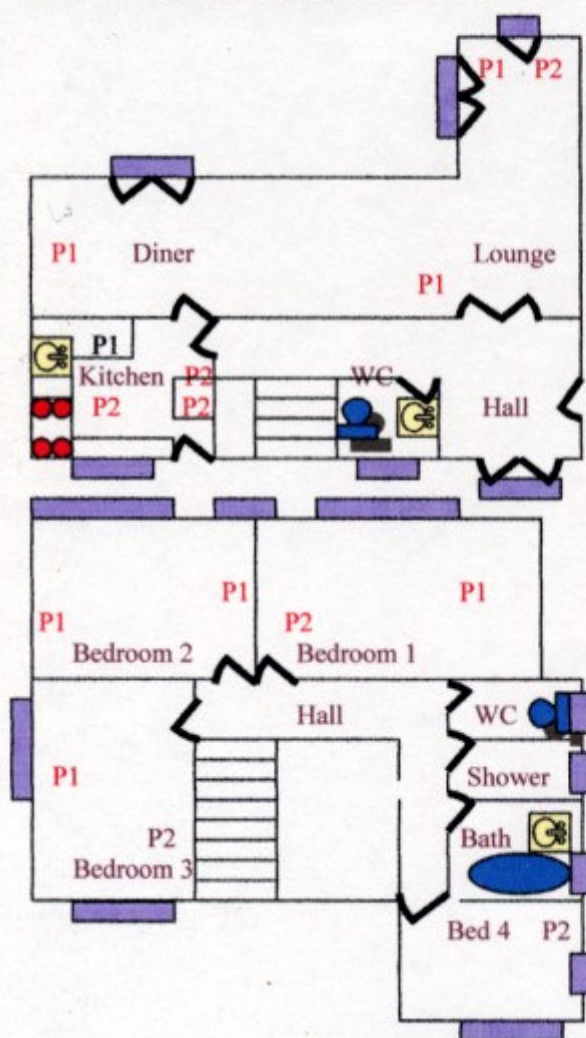 P1 P2
P1 Diner Lounge
P1
P1
Kitchen P2 WC
P2 P2 Hall
P1 P1
P1 P2
Bedroom 2 Bedroom 1
Hall WC
P1 Shower
P2 Bath
Bedroom 3
Bed 4 P2